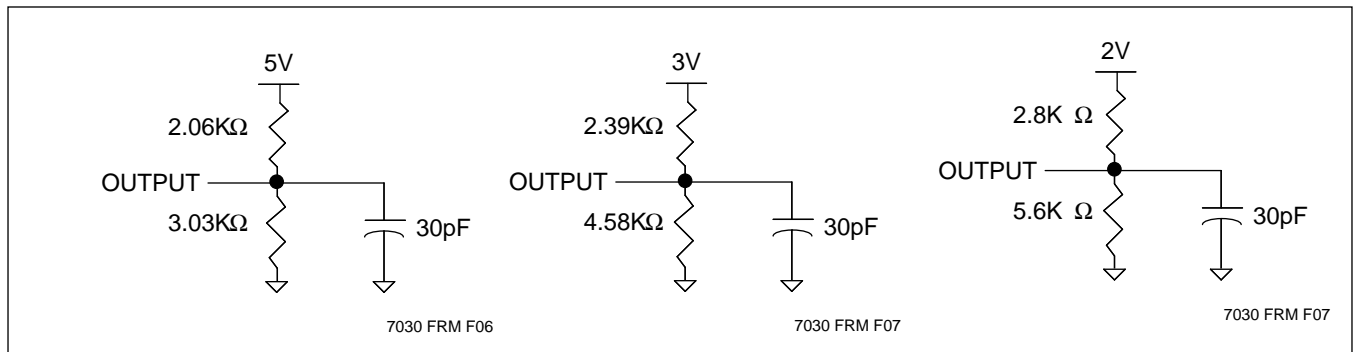 5V
2.06KΩ
OUTPUT
3.03KΩ
30pF
7030 FRM F06
3V
2.39KΩ
OUTPUT
4.58KΩ
30pF
7030 FRM F07
2V
2.8K Ω
OUTPUT
5.6K Ω
30pF
7030 FRM F07